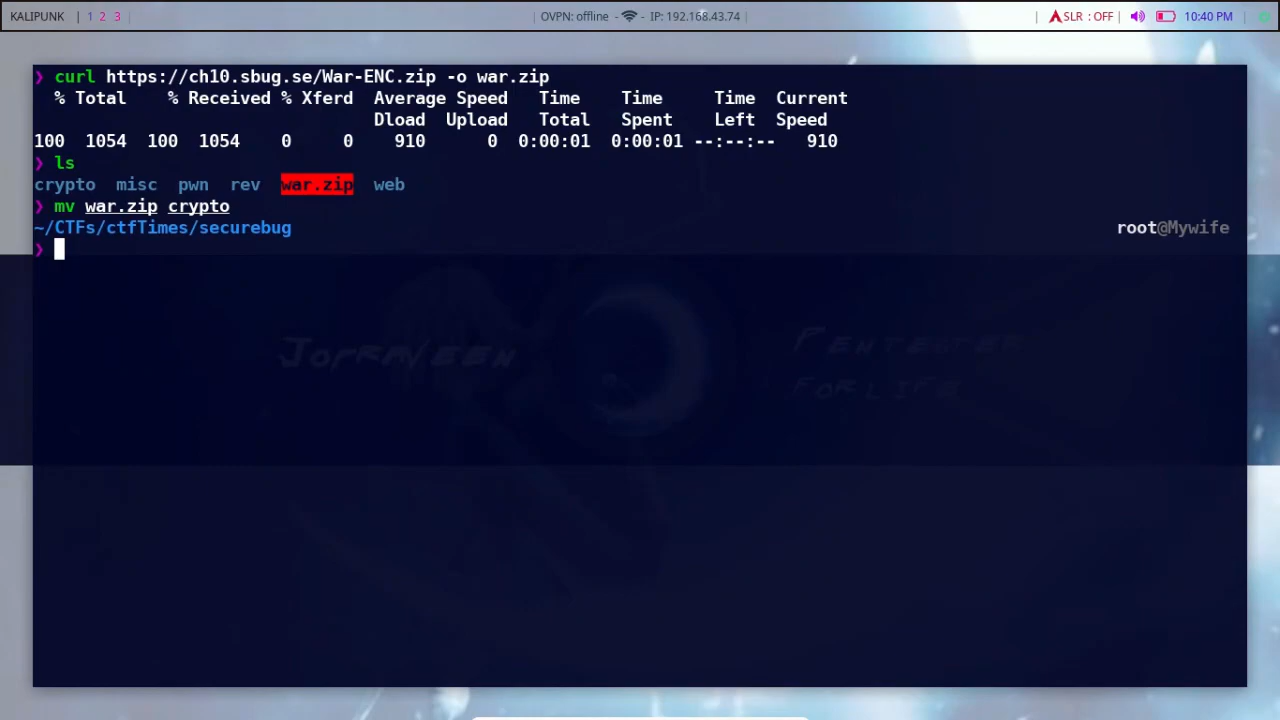 KALIPUNK | 1 2 3 | OVPN: offline - - IP: 192.168.43.74 | | SLR : OFF | 10:40 PM |
❯ curl https://ch10.sbug.se/War-ENC.zip -o war.zip
% Total % Received % Xferd Average Speed Time Time Time Current
Dload Upload Total Spent Left Speed
100 1054 100 1054 0 0 910 0 0:00:01 0:00:01 --:--:-- 910
❯ ls
crypto misc pwn rev war.zip web
❯ mv war.zip crypto
~/CTFs/ctfTimes/securebug root@Mywife
❯
PENTESTER
FOR LIFE